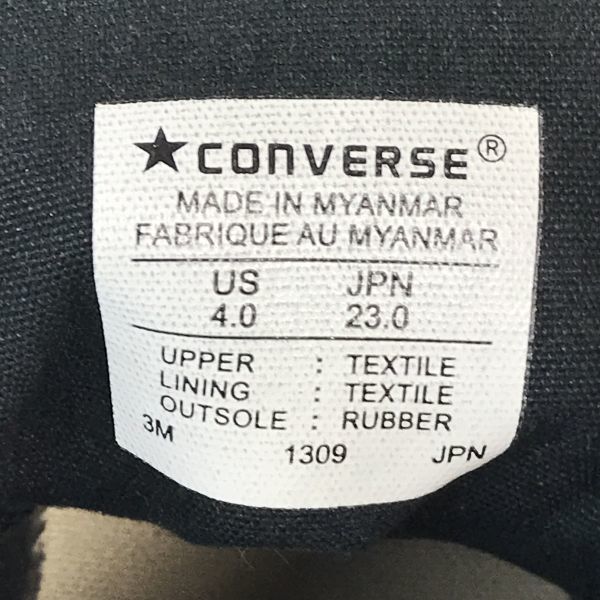 ★CONVERSE®
MADE IN MYANMAR
FABRIQUE AU MYANMAR
US JPN
4.0 23.0
UPPER : TEXTILE
LINING : TEXTILE
OUTSOLE : RUBBER
3M 1309 JPN